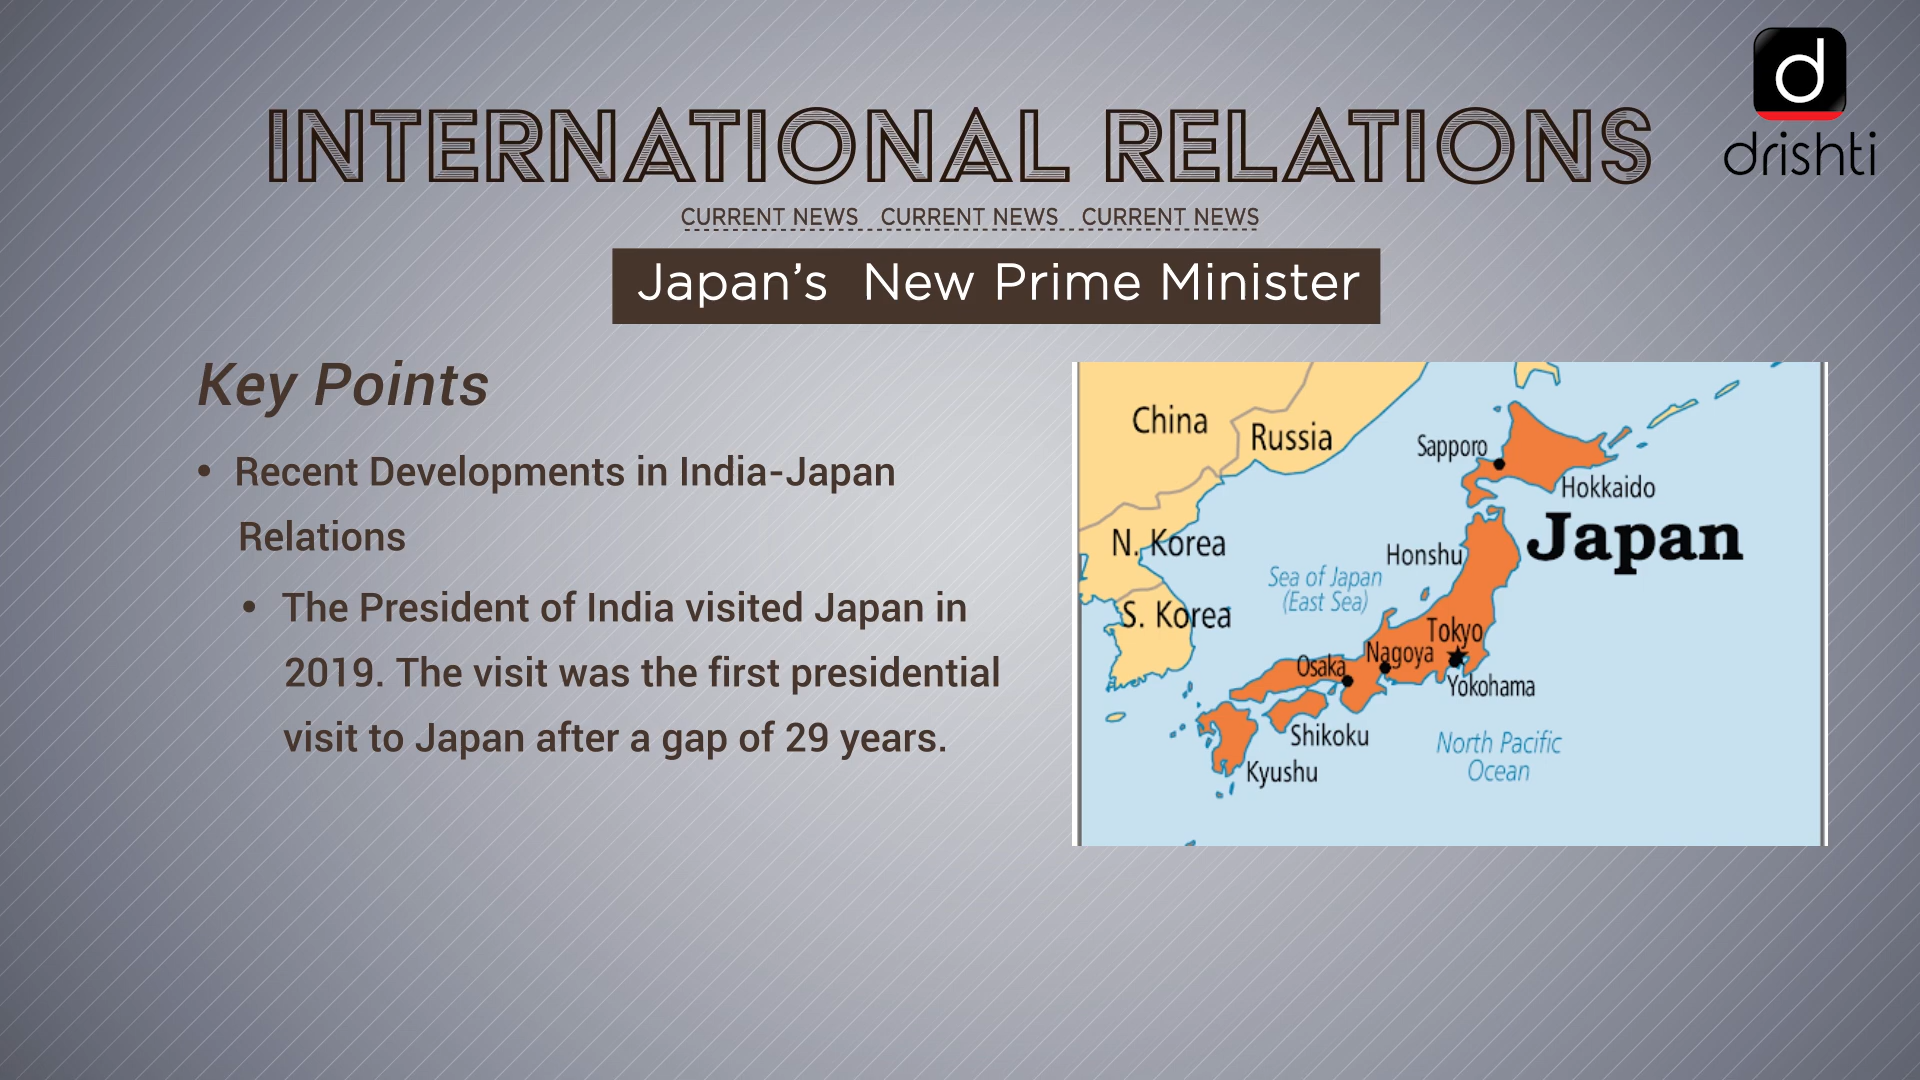 d
drishti
INTERNATIONAL RELATIONS
CURRENT NEWS CURRENT NEWS CURRENT NEWS
Japan’s New Prime Minister
Key Points
• Recent Developments in India-Japan
Relations
• The President of India visited Japan in
2019. The visit was the first presidential
visit to Japan after a gap of 29 years.
China
Russia
Sapporo
Hokkaido
Japan
N. Korea
Honshu
Sea of Japan
(East Sea)
S. Korea
Tokyo
Nagoya
Osaka
Yokohama
Shikoku
North Pacific
Ocean
Kyushu